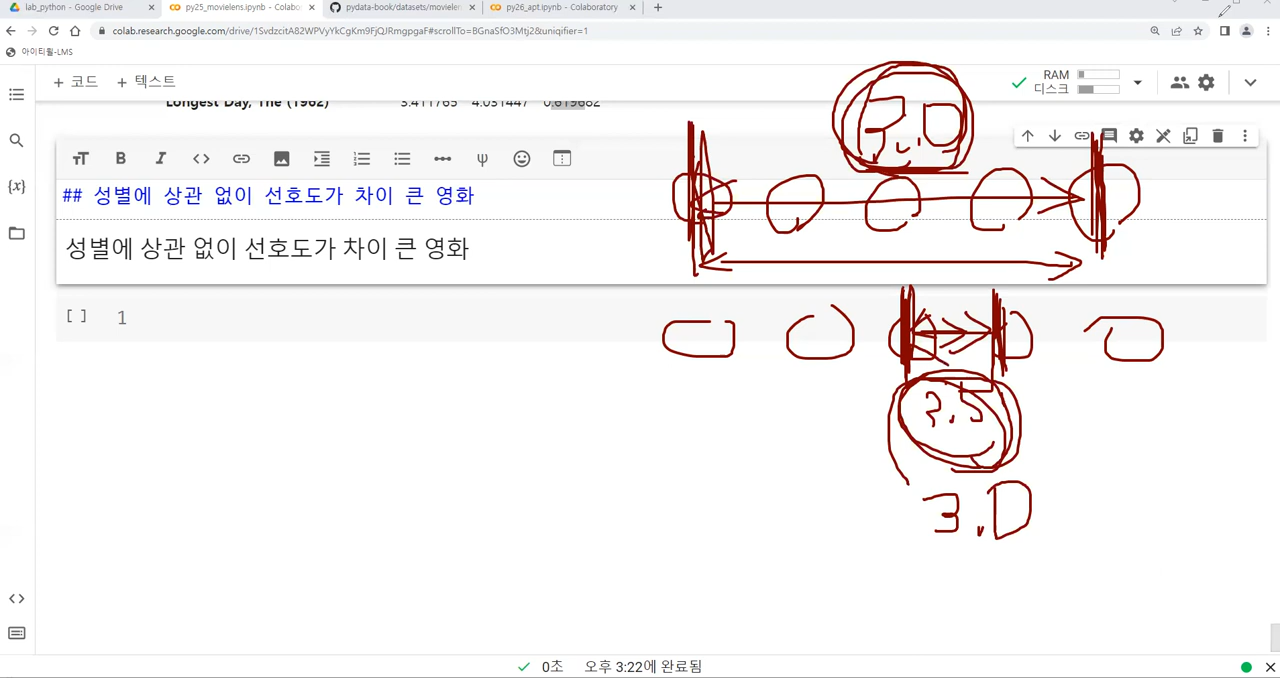 lab_python - Google Drive
py25_movielens.ipynb - Colabo
pydata-book/datasets/movielen
py26_apt.ipynb - Colaboratory
colab.research.google.com/drive/1SvdzcitA82WPVyYkCgKm9FjQJRmgpgaF#scrollTo=BGnaSfO3Mtj2&uniqifier=1
아이티윌-LMS
+ 코드 + 텍스트
RAM
디스크
Longest Day, The (1962) 3.411765 4.031447 0.619682
3.0
## 성별에 상관 없이 선호도가 차이 큰 영화
성별에 상관 없이 선호도가 차이 큰 영화
[ ] 1
3.0
0초 오후 3:22에 완료됨